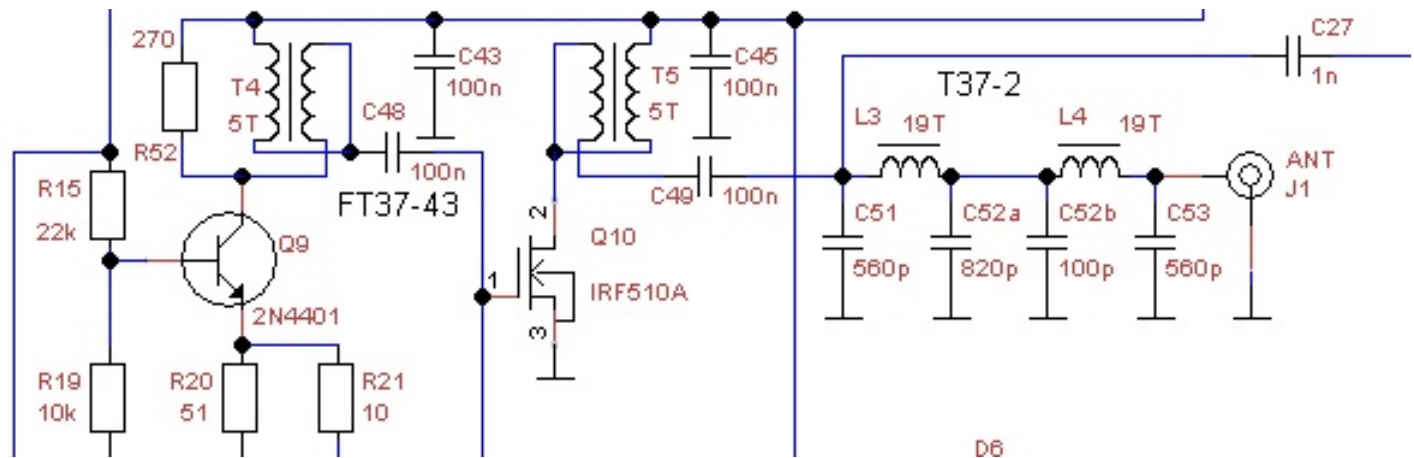 270
R52
T4
5T
C43
100n
C48
100n
FT37-43
T5
5T
C45
100n
C49
100n
T37-2
C27
1n
L3
19T
L4
19T
ANT
J1
R15
22k
Q9
2N4401
2
Q10
1
IRF510A
3
C51
560p
C52a
820p
C52b
100p
C53
560p
R19
10k
R20
51
R21
10
D6